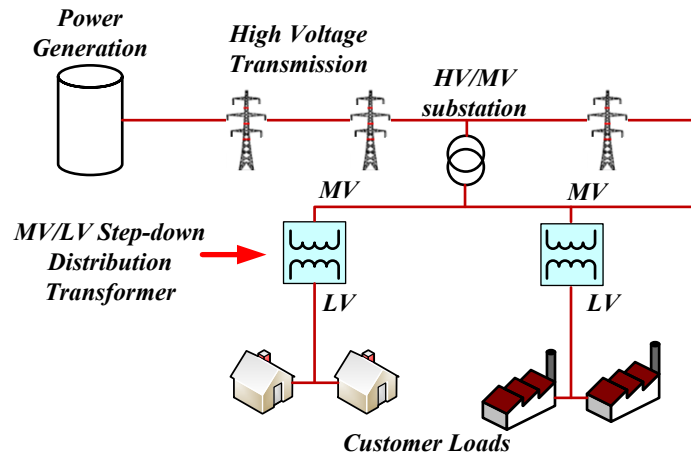 Power
Generation
High Voltage
Transmission
HV/MV
substation
MV
MV
MV/LV Step-down
Distribution
Transformer
LV
LV
Customer Loads